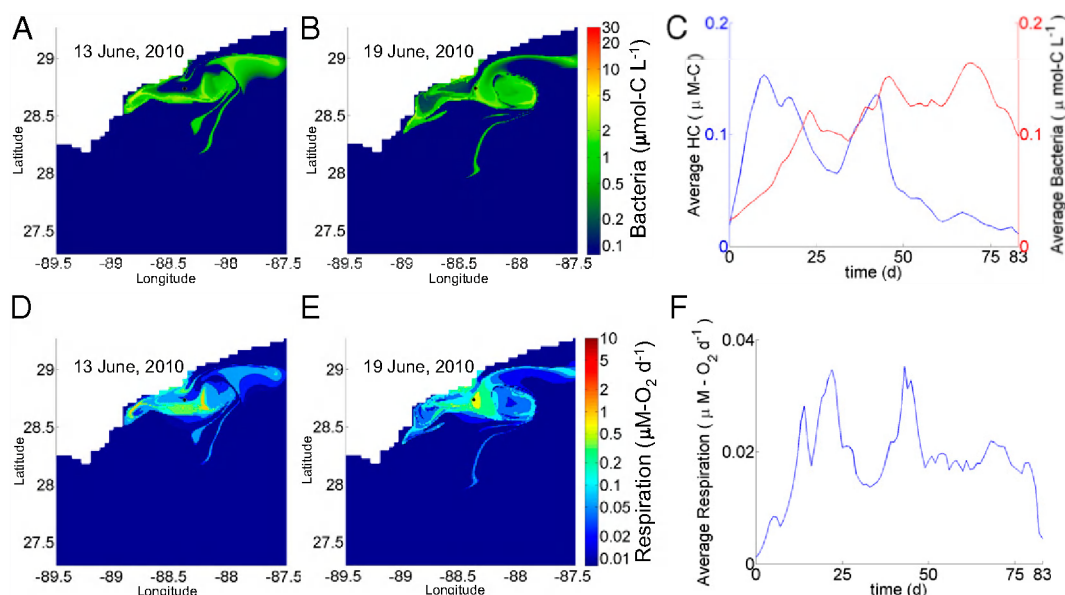 A
13 June, 2010
29
28.5
28
27.5
Latitude
-89.5 -89 -88.5 -88 -87.5
Longitude
B
19 June, 2010
29
28.5
28
27.5
Latitude
-89.5 -89 -88.5 -88 -87.5
Longitude
30
20
10
5
2
1
0.5
0.2
0.1
Bacteria (μmol-C L⁻¹)
C
0.2
0.1
0
Average HC ( μ M-C )
0.2
0.1
0
Average Bacteria ( μ mol-C L⁻¹ )
0 25 50 75 83
time (d)
D
13 June, 2010
29
28.5
28
27.5
Latitude
-89.5 -89 -88.5 -88 -87.5
Longitude
E
19 June, 2010
29
28.5
28
27.5
Latitude
-89.5 -89 -88.5 -88 -87.5
Longitude
10
5
2
1
0.5
0.2
0.1
0.05
0.02
0.01
Respiration (μM-O₂ d⁻¹)
F
0.04
0.02
0
Average Respiration ( μ M - O₂ d⁻¹ )
0 25 50 75 83
time (d)